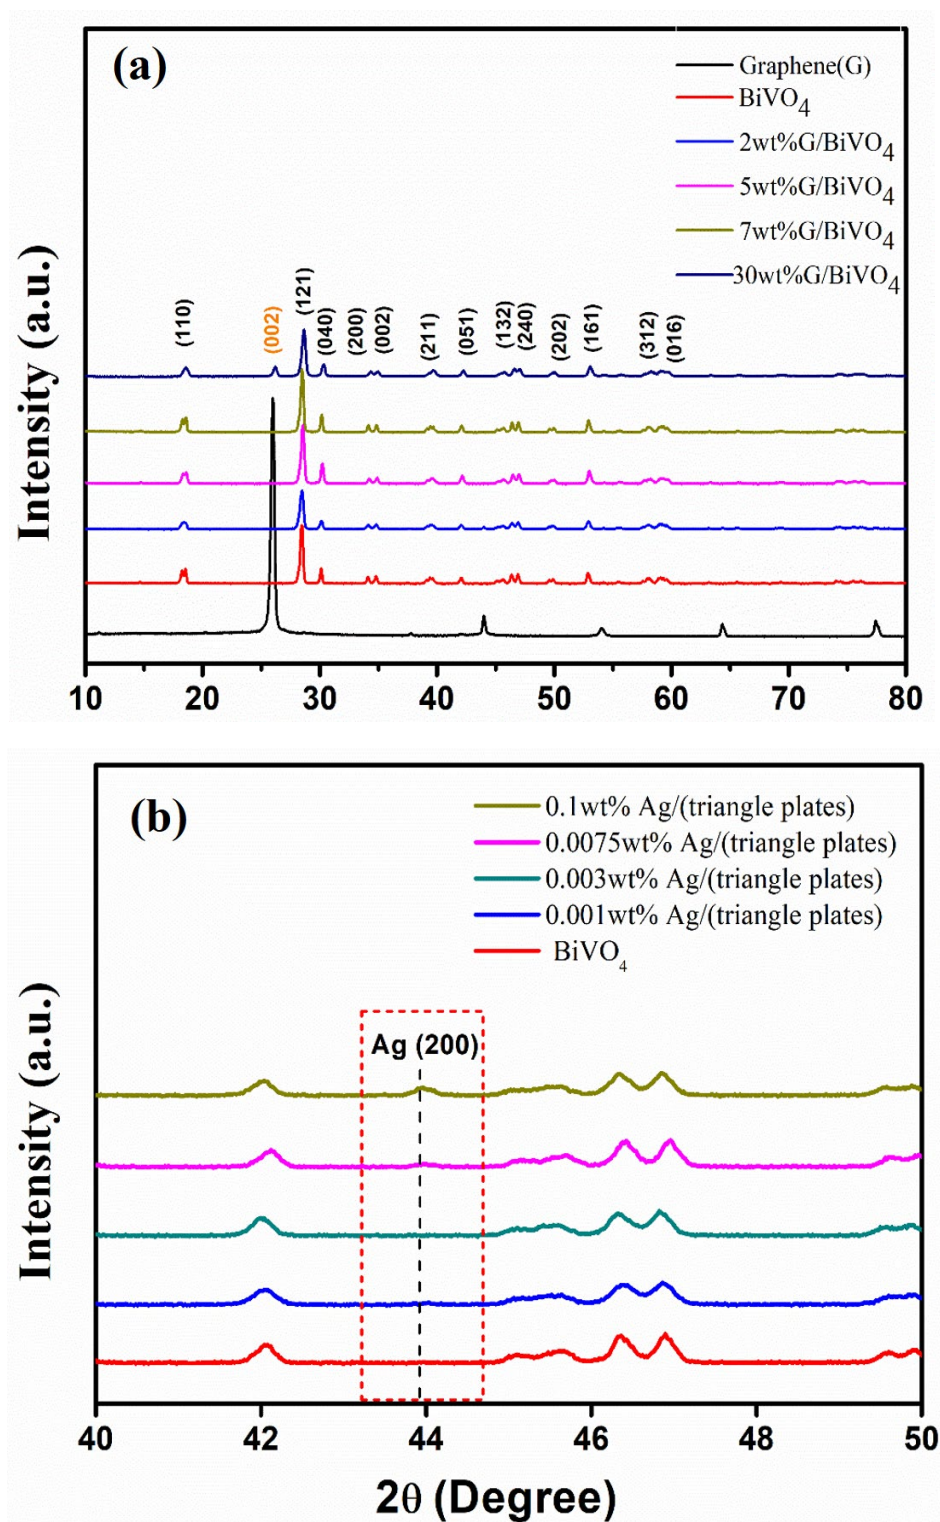 (a)
Graphene(G)
BiVO4
2wt%G/BiVO4
5wt%G/BiVO4
7wt%G/BiVO4
30wt%G/BiVO4
(110)
(002)
(121)
(040)
(200)
(002)
(211)
(051)
(132)
(240)
(202)
(161)
(312)
(016)
Intensity (a.u.)
10 20 30 40 50 60 70 80
(b)
0.1wt% Ag/(triangle plates)
0.0075wt% Ag/(triangle plates)
0.003wt% Ag/(triangle plates)
0.001wt% Ag/(triangle plates)
BiVO4
Ag (200)
Intensity (a.u.)
40 42 44 46 48 50
2θ (Degree)